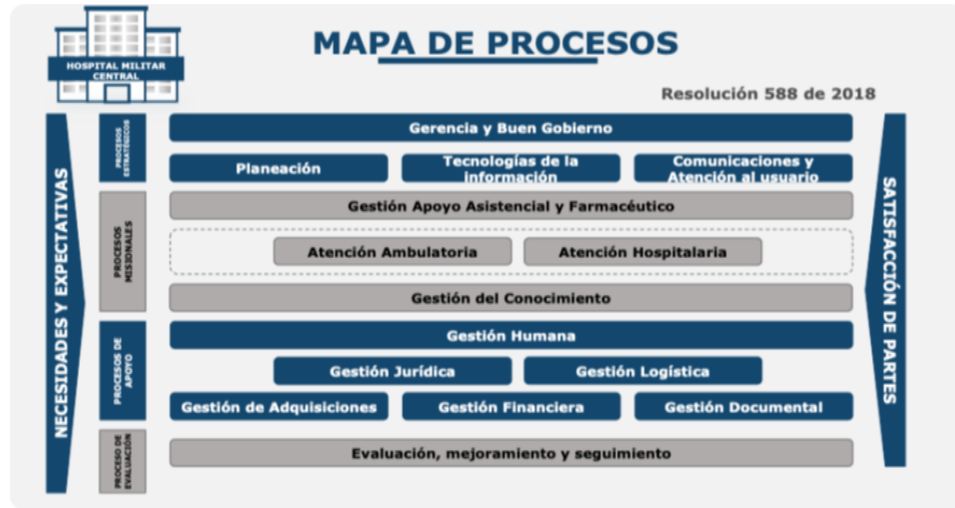 HOSPITAL MILITAR
CENTRAL
MAPA DE PROCESOS
Resolución 588 de 2018
NECESIDADES Y EXPECTATIVAS
PROCESOS
ESTRATÉGICOS
Gerencia y Buen Gobierno
Planeación
Tecnologías de la
información
Comunicaciones y
Atención al usuario
PROCESOS
MISIONALES
Gestión Apoyo Asistencial y Farmacéutico
Atención Ambulatoria
Atención Hospitalaria
Gestión del Conocimiento
PROCESOS DE
APOYO
Gestión Humana
Gestión Jurídica
Gestión Logística
Gestión de Adquisiciones
Gestión Financiera
Gestión Documental
PROCESO DE
EVALUACIÓN
Evaluación, mejoramiento y seguimiento
SATISFACCIÓN DE PARTES